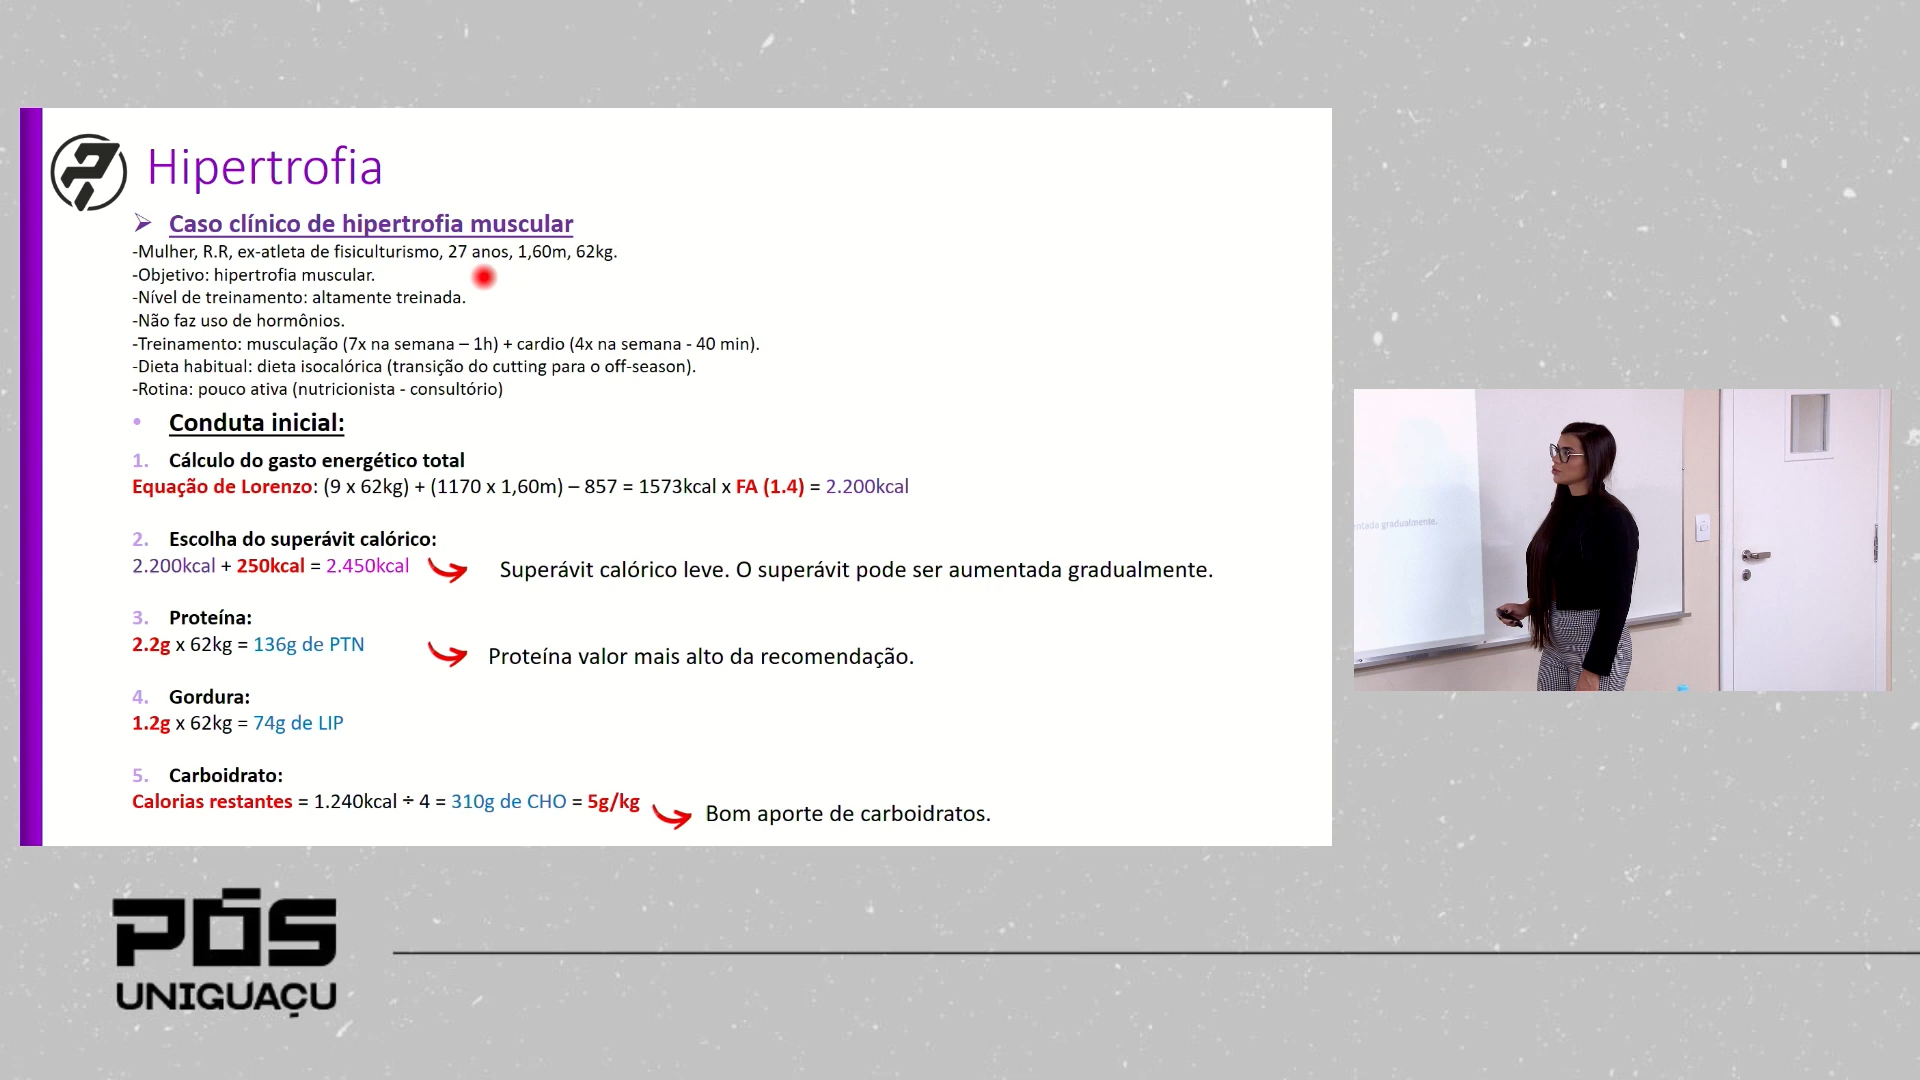 Hipertrofia
➢ Caso clínico de hipertrofia muscular
-Mulher, R.R, ex-atleta de fisiculturismo, 27 anos, 1,60m, 62kg.
-Objetivo: hipertrofia muscular.
-Nível de treinamento: altamente treinada.
-Não faz uso de hormônios.
-Treinamento: musculação (7x na semana – 1h) + cardio (4x na semana - 40 min).
-Dieta habitual: dieta isocalórica (transição do cutting para o off-season).
-Rotina: pouco ativa (nutricionista - consultório)
• Conduta inicial:
1. Cálculo do gasto energético total
Equação de Lorenzo: (9 x 62kg) + (1170 x 1,60m) – 857 = 1573kcal x FA (1.4) = 2.200kcal
2. Escolha do superávit calórico:
2.200kcal + 250kcal = 2.450kcal
Superávit calórico leve. O superávit pode ser aumentada gradualmente.
3. Proteína:
2.2g x 62kg = 136g de PTN
Proteína valor mais alto da recomendação.
4. Gordura:
1.2g x 62kg = 74g de LIP
5. Carboidrato:
Calorias restantes = 1.240kcal ÷ 4 = 310g de CHO = 5g/kg
Bom aporte de carboidratos.
ntada gradualmente.
PÓS
UNIGUAÇU